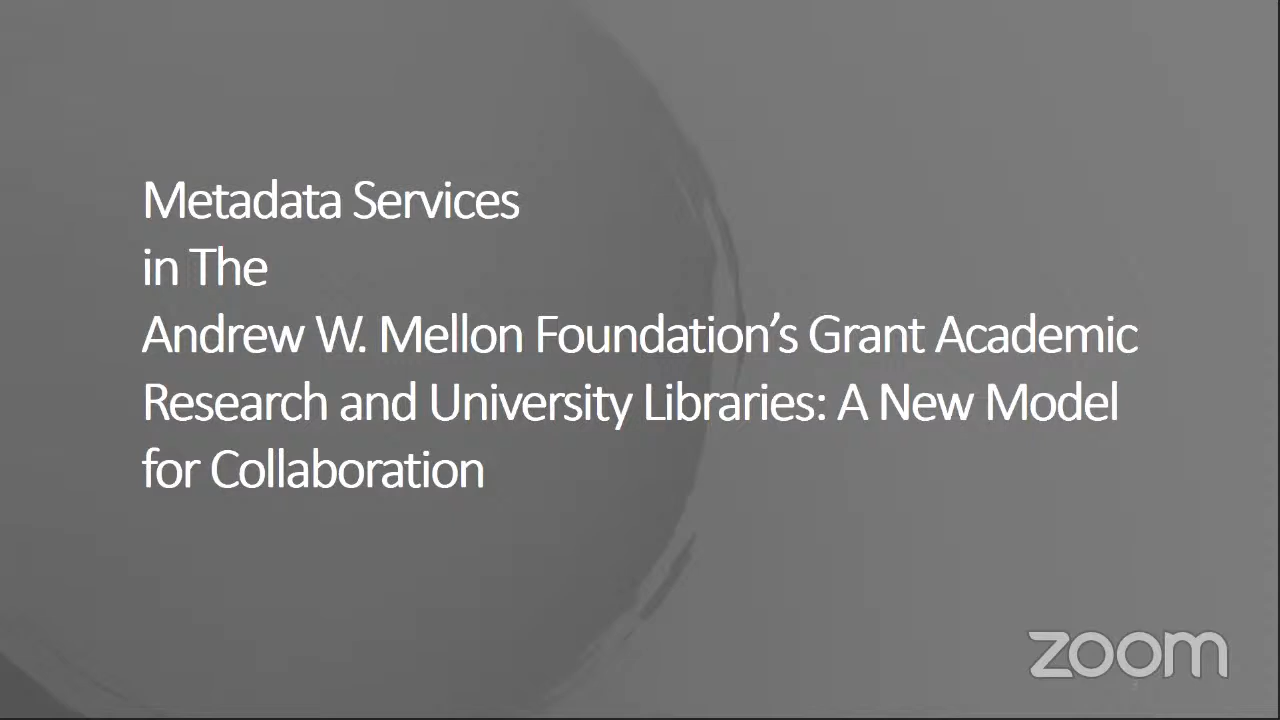 Metadata Services
in The
Andrew W. Mellon Foundation’s Grant Academic
Research and University Libraries: A New Model
for Collaboration
zoom